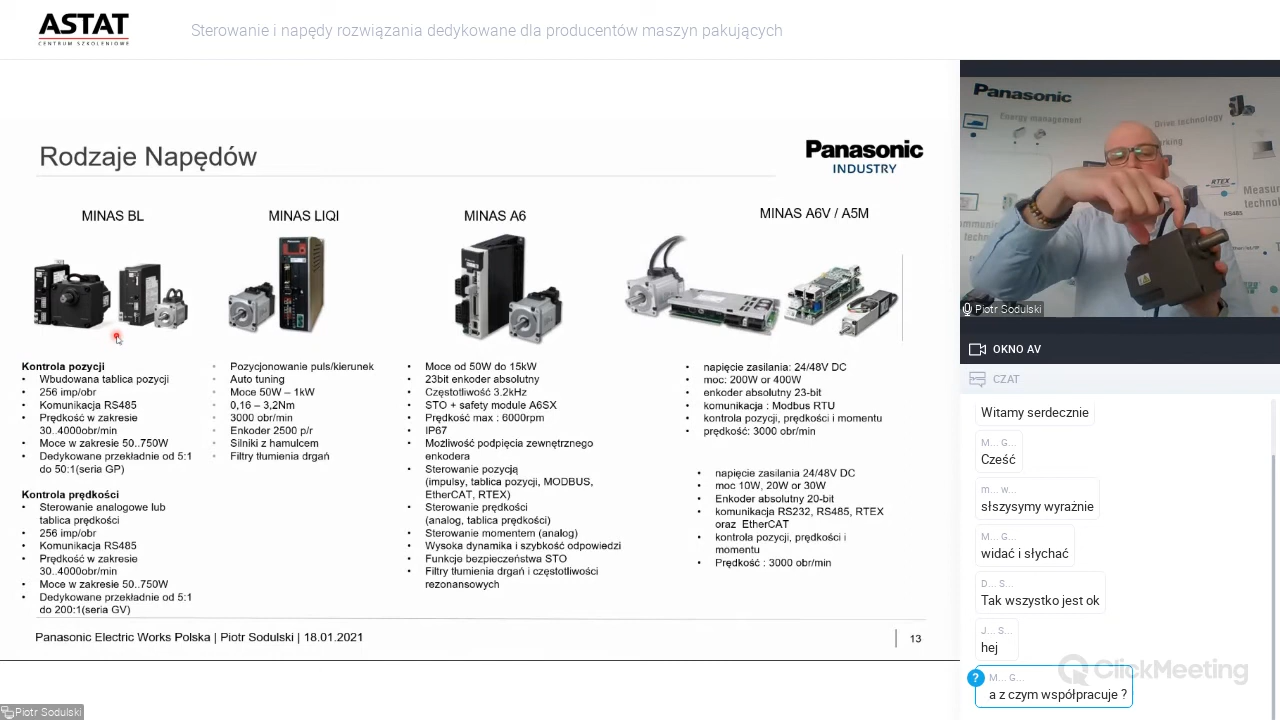 ASTAT
CENTRUM SZKOLENIOWE
Sterowanie i napędy rozwiązania dedykowane dla producentów maszyn pakujących
Rodzaje Napędów
Panasonic
INDUSTRY
MINAS BL
MINAS LIQI
MINAS A6
MINAS A6V / A5M
Kontrola pozycji
• Wbudowana tablica pozycji
• 256 imp/obr
• Komunikacja RS485
• Prędkość w zakresie
30..4000obr/min
• Moce w zakresie 50..750W
• Dedykowane przekładnie od 5:1
do 50:1(seria GP)
Kontrola prędkości
• Sterowanie analogowe lub
tablica prędkości
• 256 imp/obr
• Komunikacja RS485
• Prędkość w zakresie
30..4000obr/min
• Moce w zakresie 50..750W
• Dedykowane przekładnie od 5:1
do 200:1(seria GV)
• Pozycjonowanie puls/kierunek
• Auto tuning
• Moce 50W – 1kW
• 0,16 – 3,2Nm
• 3000 obr/min
• Enkoder 2500 p/r
• Silniki z hamulcem
• Filtry tłumienia drgań
• Moce od 50W do 15kW
• 23bit enkoder absolutny
• Częstotliwość 3.2kHz
• STO + safety module A6SX
• Prędkość max : 6000rpm
• IP67
• Możliwość podpięcia zewnętrznego
enkodera
• Sterowanie pozycją
(impulsy, tablica pozycji, MODBUS,
EtherCAT, RTEX)
• Sterowanie prędkości
(analog, tablica prędkości)
• Sterowanie momentem (analog)
• Wysoka dynamika i szybkość odpowiedzi
• Funkcje bezpieczeństwa STO
• Filtry tłumienia drgań i częstotliwości
rezonansowych
• napięcie zasilania: 24/48V DC
• moc: 200W or 400W
• enkoder absolutny 23-bit
• komunikacja : Modbus RTU
• kontrola pozycji, prędkości i momentu
• prędkość: 3000 obr/min
• napięcie zasilania 24/48V DC
• moc 10W, 20W or 30W
• Enkoder absolutny 20-bit
• komunikacja RS232, RS485, RTEX
oraz EtherCAT
• kontrola pozycji, prędkości i
momentu
• Prędkość : 3000 obr/min
Panasonic Electric Works Polska | Piotr Sodulski | 18.01.2021
13
Piotr Sodulski
Panasonic
Energy management
Drive technology
RTEX
RS485
Piotr Sodulski
OKNO AV
CZAT
Witamy serdecznie
M... G...
Cześć
m... w...
słszysymy wyraźnie
M... G...
widać i słychać
D... S...
Tak wszystko jest ok
J... S...
hej
ClickMeeting
?
M... G...
a z czym współpracuje ?